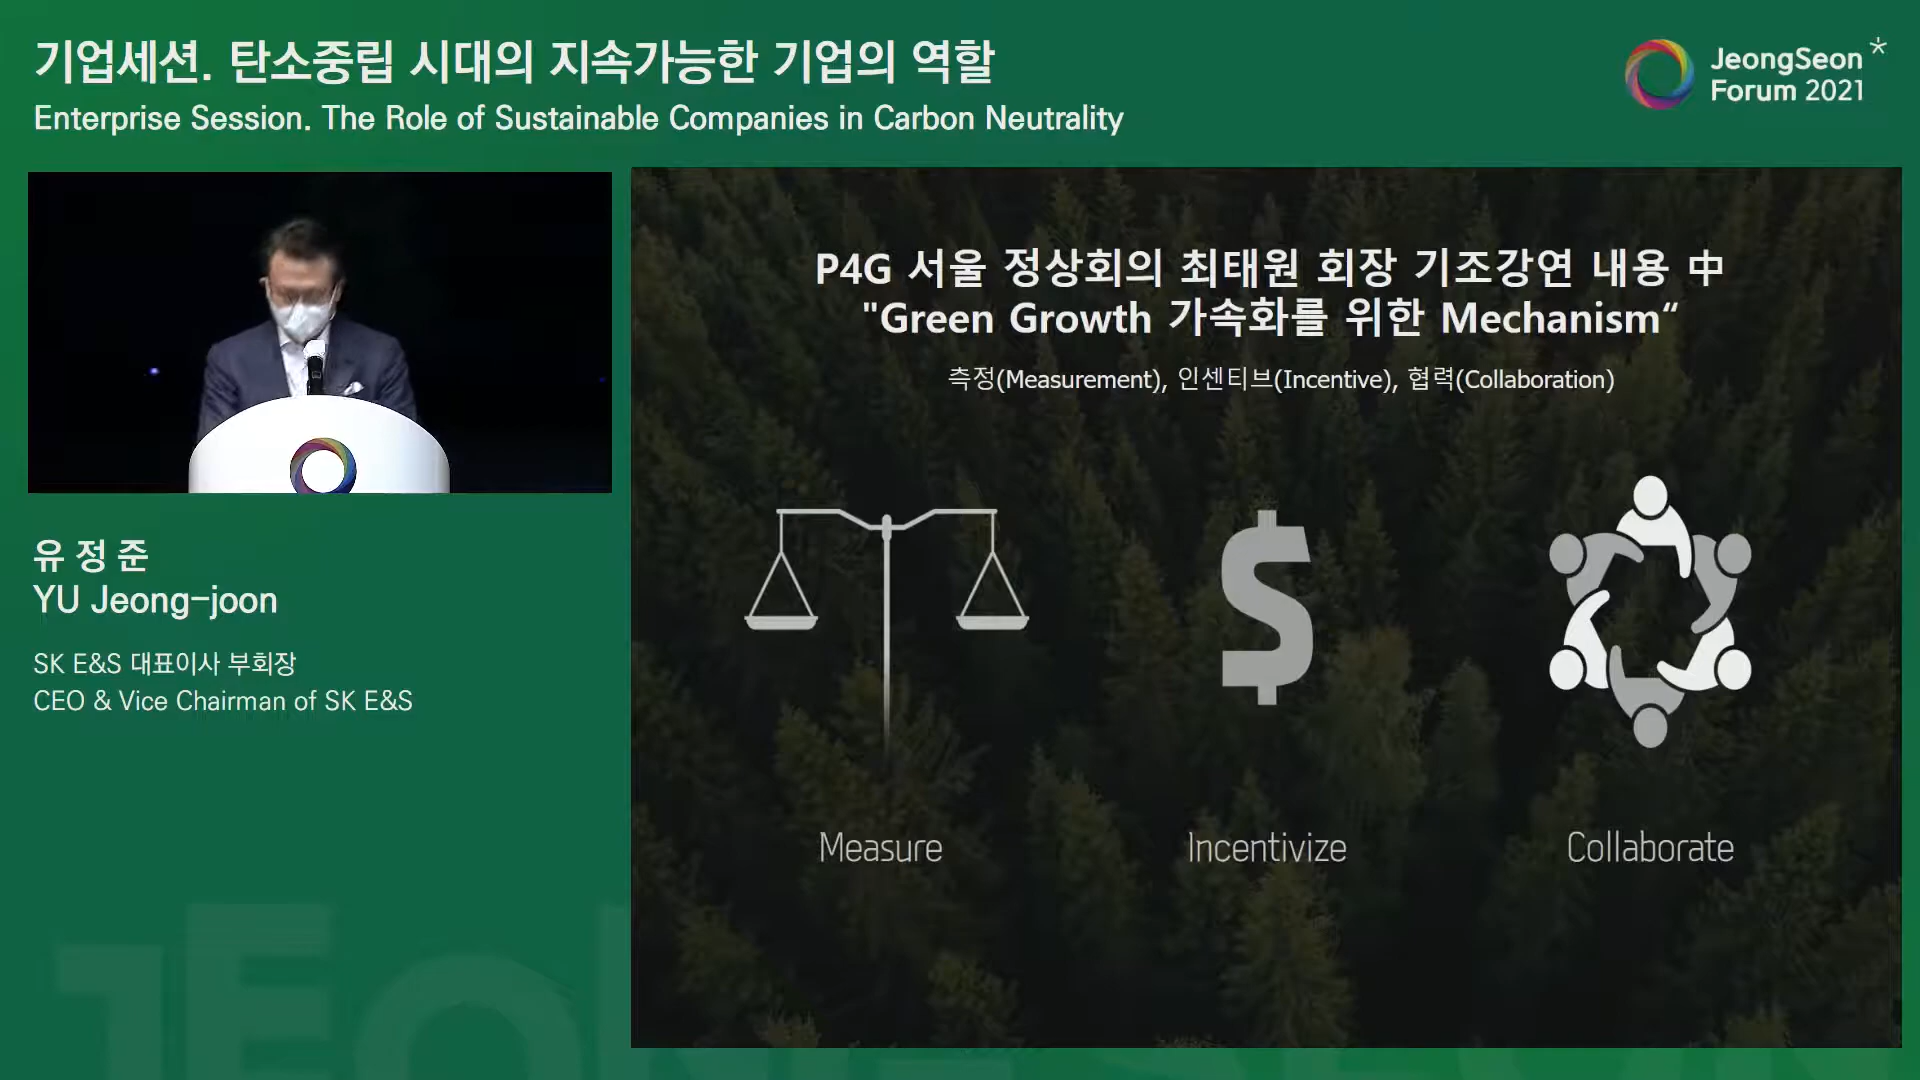 기업세션. 탄소중립 시대의 지속가능한 기업의 역할
Enterprise Session. The Role of Sustainable Companies in Carbon Neutrality
JeongSeon*
Forum 2021
P4G 서울 정상회의 최태원 회장 기조강연 내용 中
"Green Growth 가속화를 위한 Mechanism“
측정(Measurement), 인센티브(Incentive), 협력(Collaboration)
$
Measure
Incentivize
Collaborate
유정준
YU Jeong-joon
SK E&S 대표이사 부회장
CEO & Vice Chairman of SK E&S